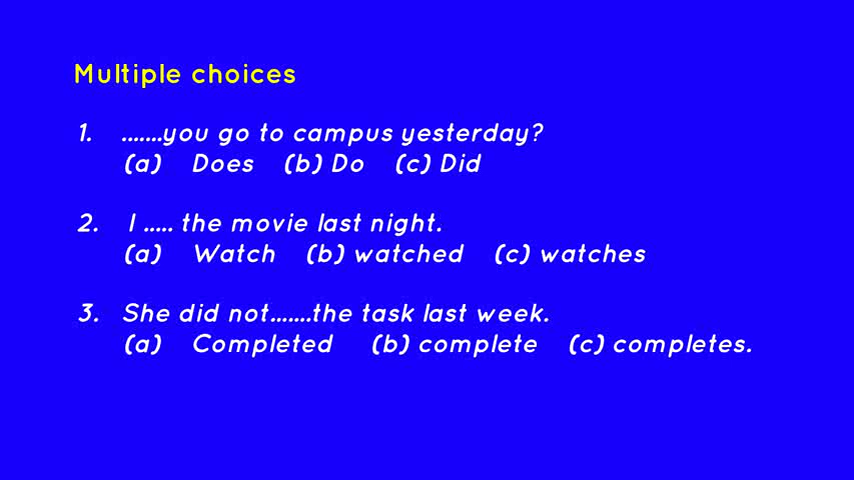 Multiple choices
1. .......you go to campus yesterday?
(a) Does (b) Do (c) Did
2. I ..... the movie last night.
(a) Watch (b) watched (c) watches
3. She did not.......the task last week.
(a) Completed (b) complete (c) completes.